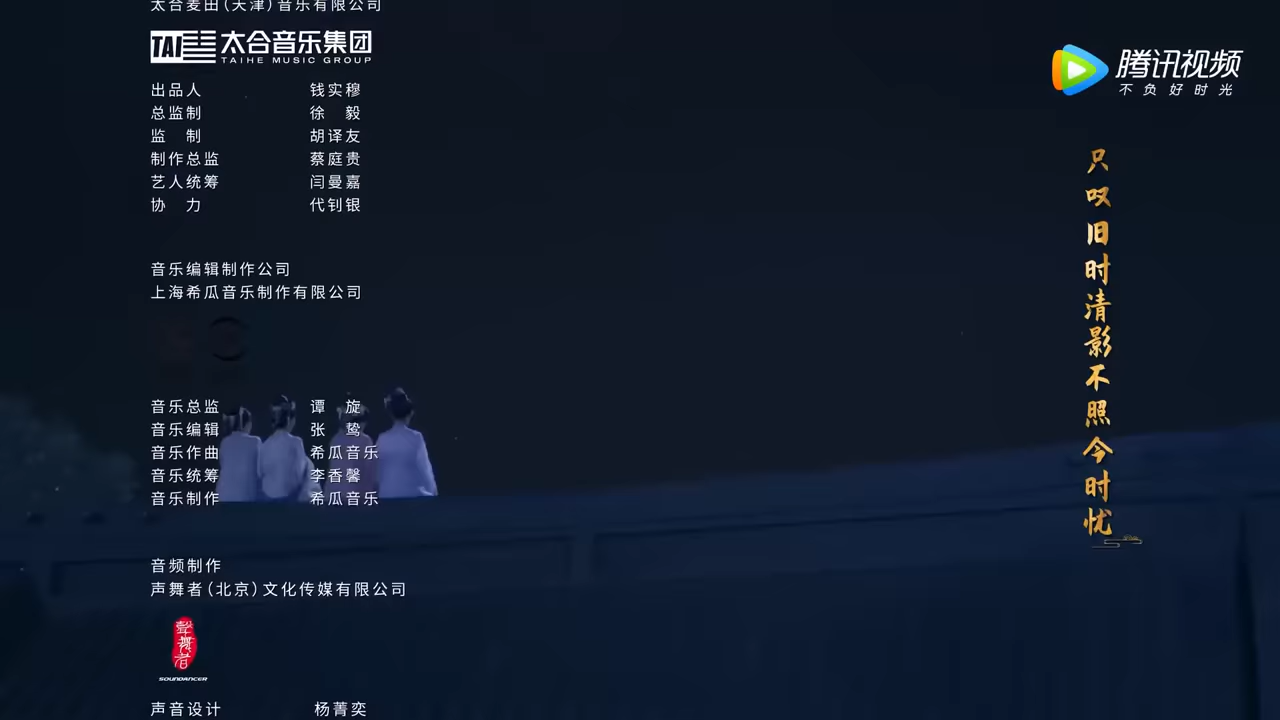 太合麦田(天津)音乐有限公司
TAI 太合音乐集团
TAIHE MUSIC GROUP
出品人 钱实穆
总监制 徐 毅
监 制 胡译友
制作总监 蔡庭贵
艺人统筹 闫曼嘉
协 力 代钊银
音乐编辑制作公司
上海希瓜音乐制作有限公司
音乐总监 谭 旋
音乐编辑 张 鸷
音乐作曲 希瓜音乐
音乐统筹 李香馨
音乐制作 希瓜音乐
音频制作
声舞者(北京)文化传媒有限公司
聲舞者
SOUNDANCER
声音设计 杨菁奕
腾讯视频
不负好时光
只叹旧时清影不照今时忧